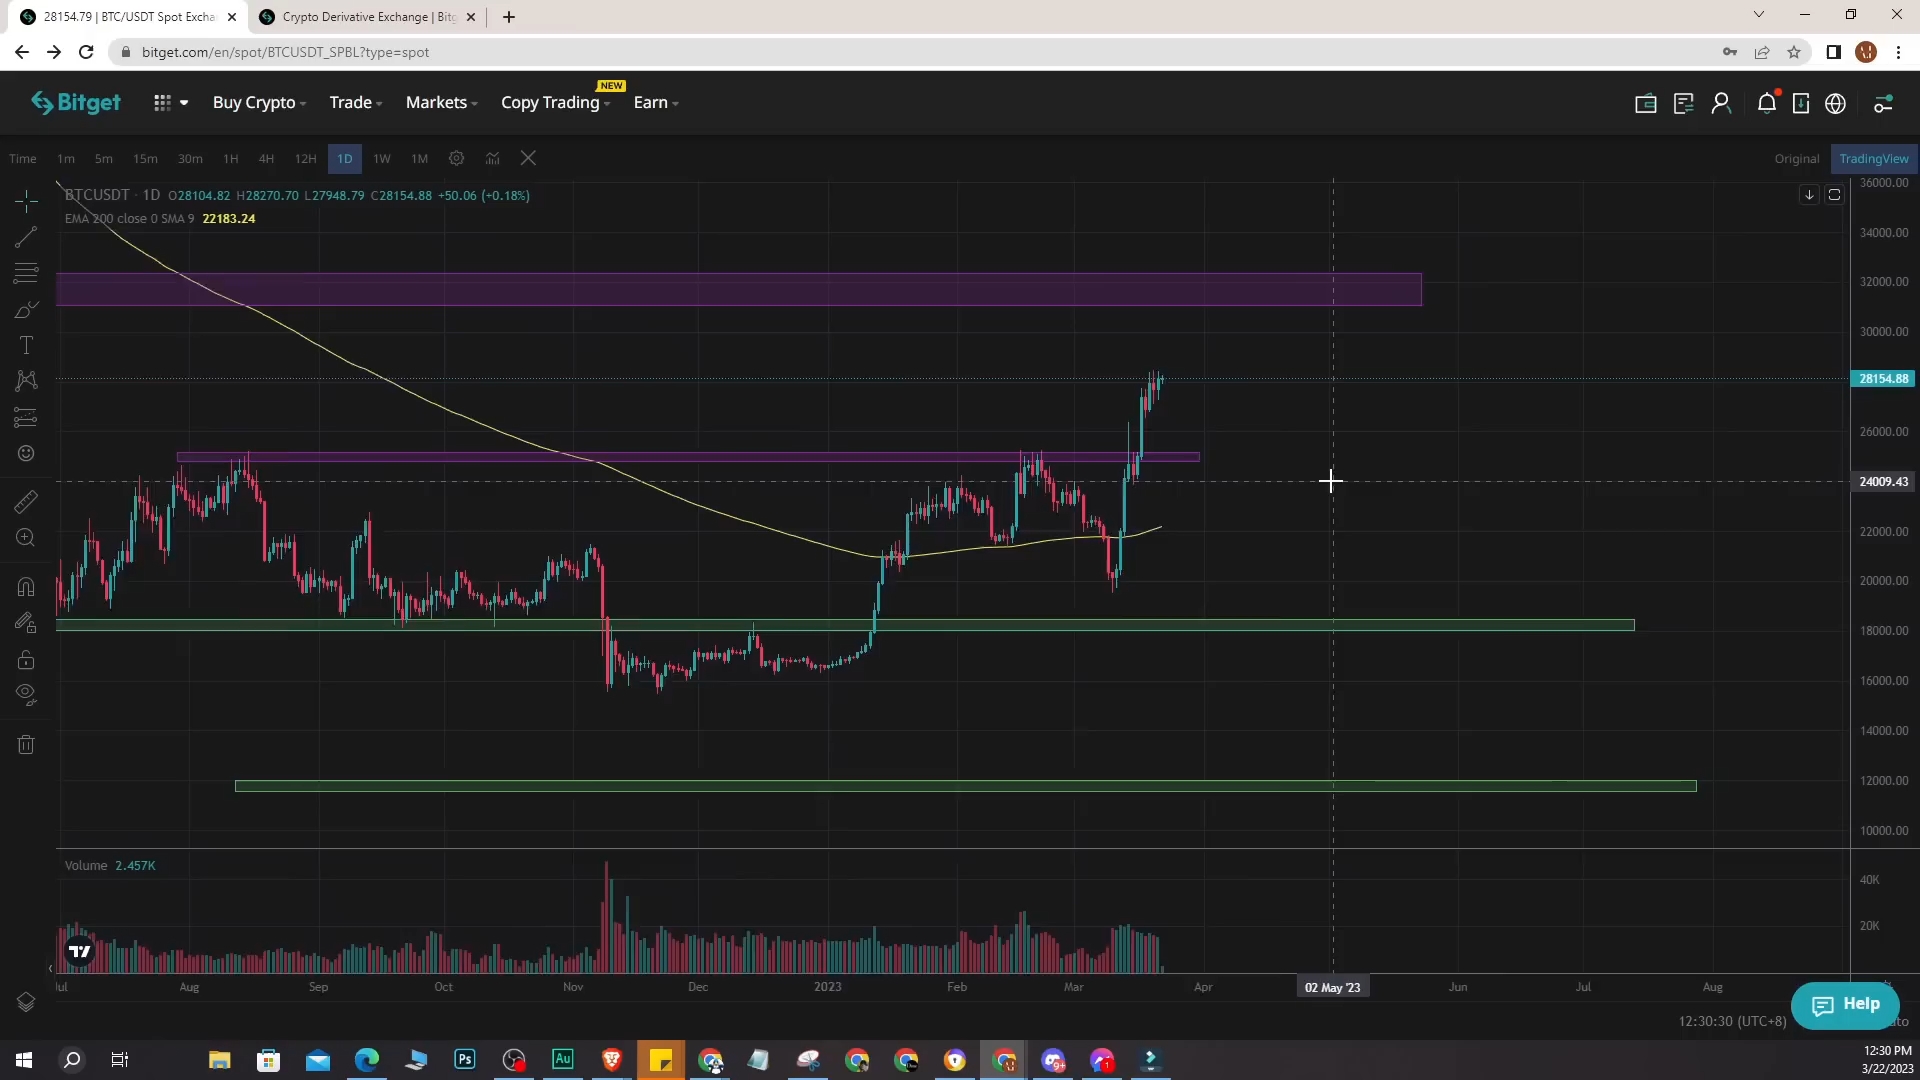 28154.79 | BTC/USDT Spot Excha
Crypto Derivative Exchange | Bitg
bitget.com/en/spot/BTCUSDT_SPBL?type=spot
Bitget
Buy Crypto
Trade
Markets
Copy Trading
NEW
Earn
Time 1m 5m 15m 30m 1H 4H 12H 1D 1W 1M
Original TradingView
BTCUSDT · 1D O28104.82 H28270.70 L27948.79 C28154.88 +50.06 (+0.18%)
EMA 200 close 0 SMA 9 22183.24
36000.00
34000.00
32000.00
30000.00
28154.88
26000.00
24009.43
22000.00
20000.00
18000.00
16000.00
14000.00
12000.00
10000.00
Volume 2.457K
40K
20K
Jul Aug Sep Oct Nov Dec 2023 Feb Mar Apr 02 May '23 Jun Jul Aug
Help
12:30:30 (UTC+8)
Ps
Au
9+
1
12:30 PM
3/22/2023